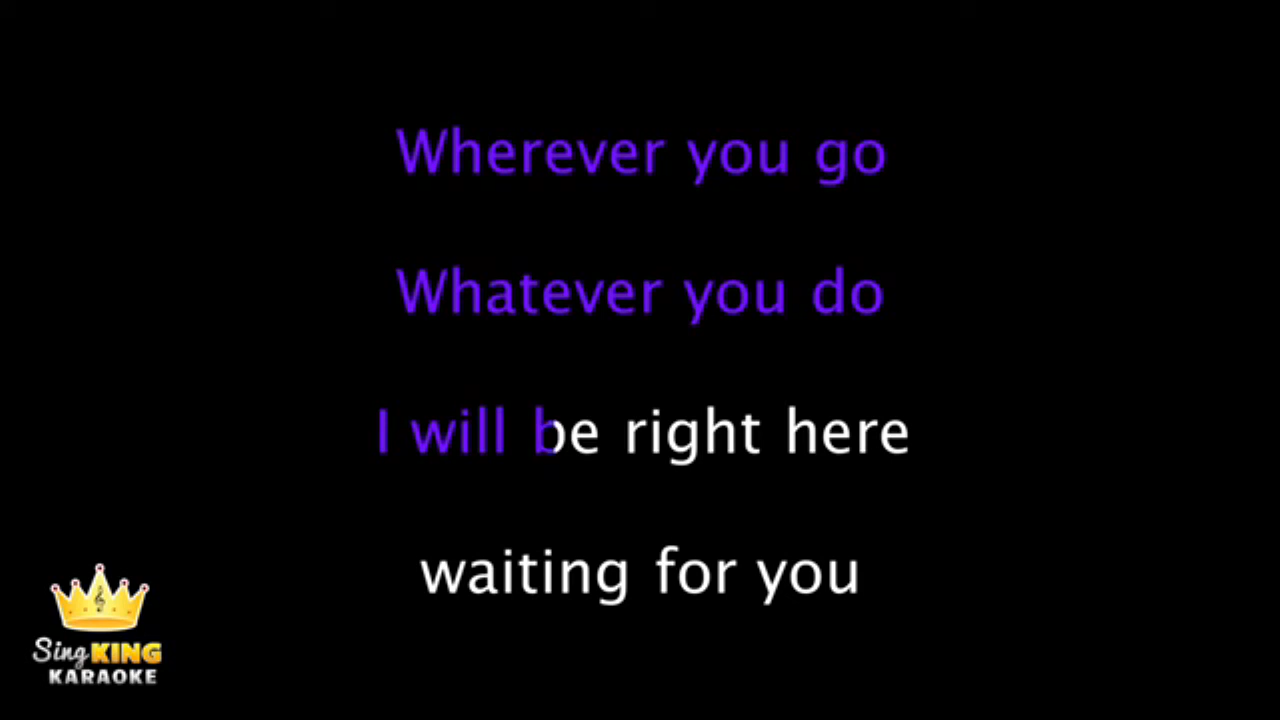 Wherever you go
Whatever you do
I will be right here
waiting for you
Sing KING
KARAOKE